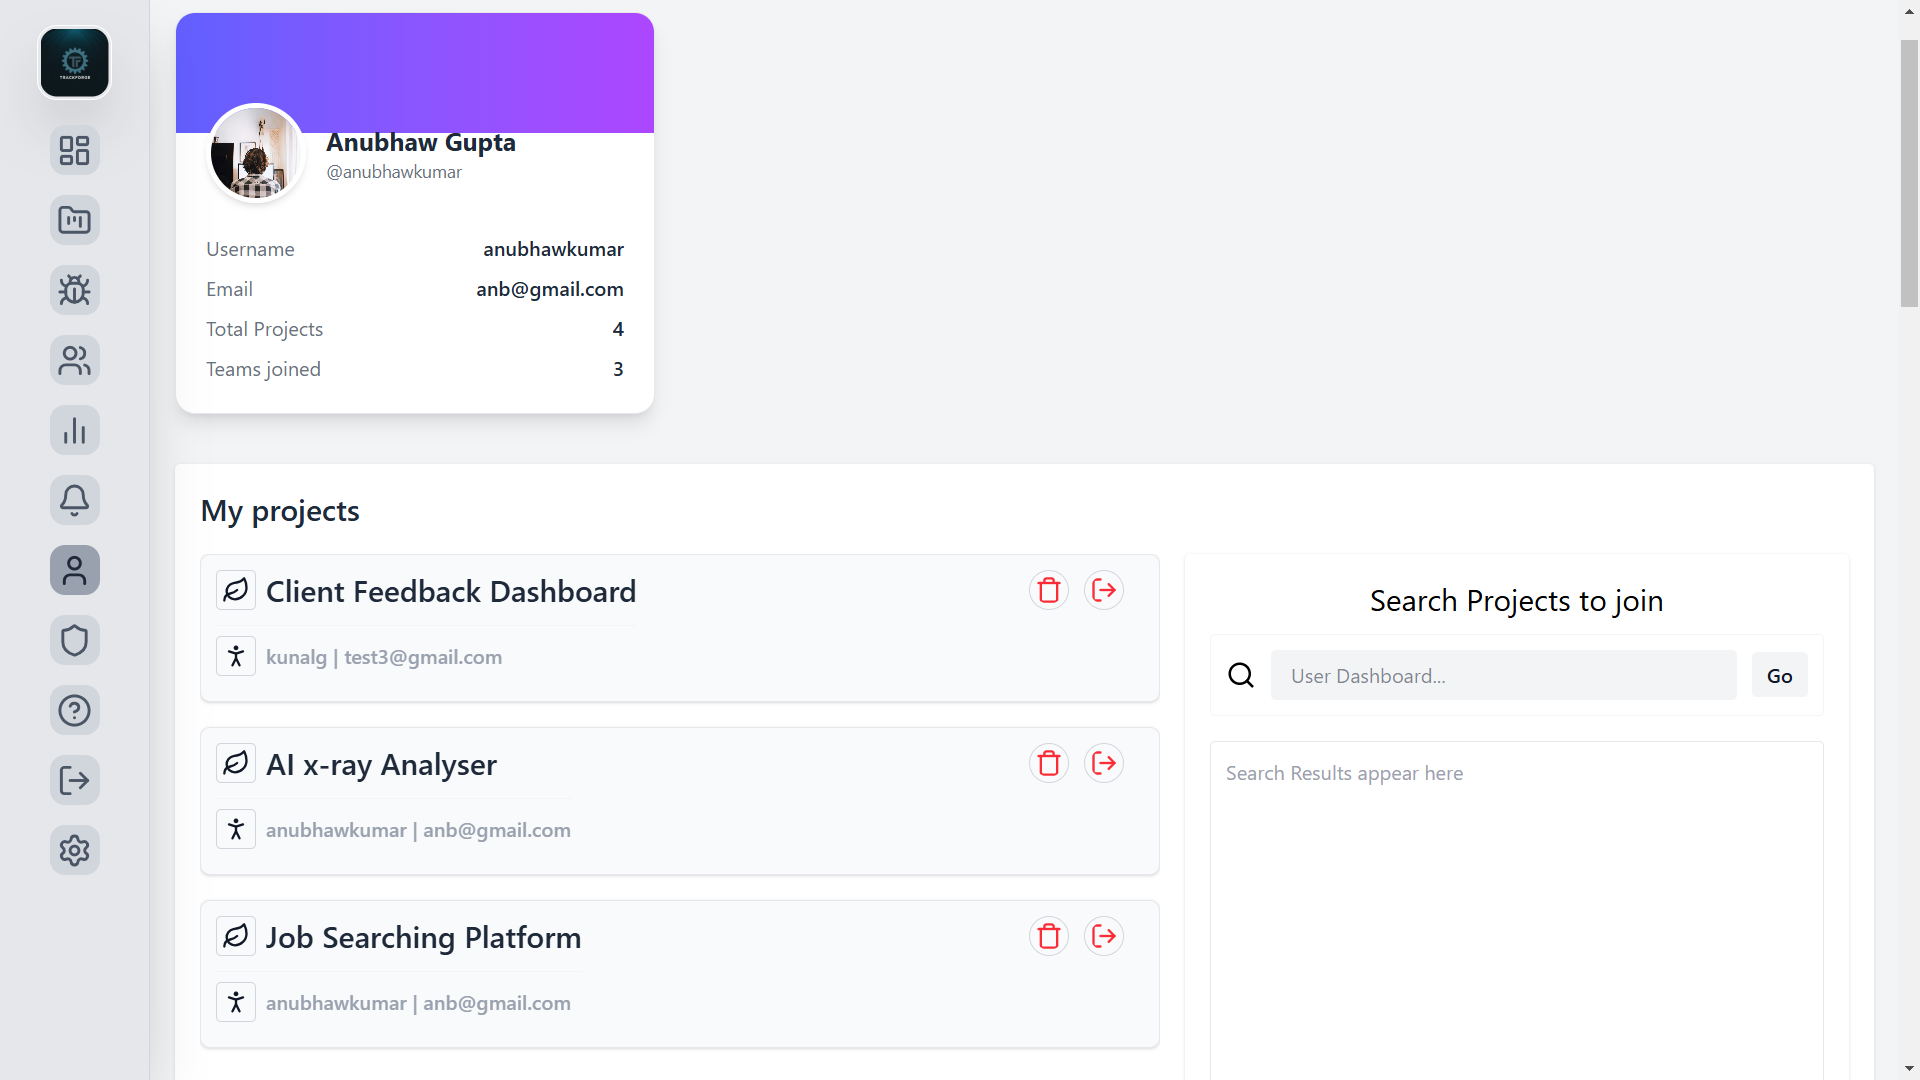 TF
TRACKFORGE
Anubhaw Gupta
@anubhawkumar
Username anubhawkumar
Email anb@gmail.com
Total Projects 4
Teams joined 3
My projects
Client Feedback Dashboard
kunalg | test3@gmail.com
AI x-ray Analyser
anubhawkumar | anb@gmail.com
Job Searching Platform
anubhawkumar | anb@gmail.com
Search Projects to join
User Dashboard... Go
Search Results appear here